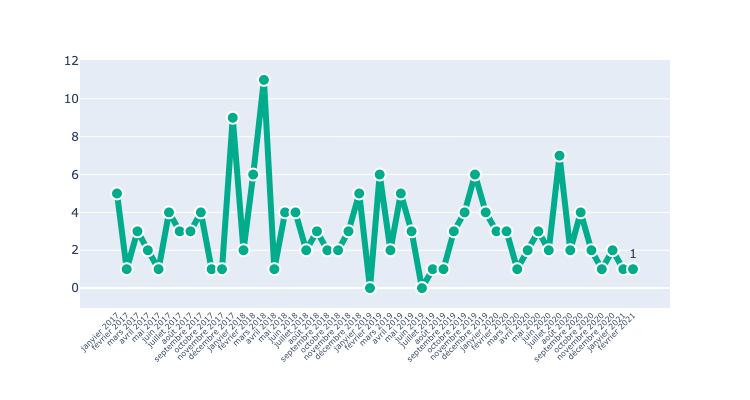 12
10
8
6
4
2
0
1
janvier 2017
février 2017
mars 2017
avril 2017
mai 2017
juin 2017
juillet 2017
août 2017
septembre 2017
octobre 2017
novembre 2017
décembre 2017
janvier 2018
février 2018
mars 2018
avril 2018
mai 2018
juin 2018
juillet 2018
août 2018
septembre 2018
octobre 2018
novembre 2018
décembre 2018
janvier 2019
février 2019
mars 2019
avril 2019
mai 2019
juin 2019
juillet 2019
août 2019
septembre 2019
octobre 2019
novembre 2019
décembre 2019
janvier 2020
février 2020
mars 2020
avril 2020
mai 2020
juin 2020
juillet 2020
août 2020
septembre 2020
octobre 2020
novembre 2020
décembre 2020
janvier 2021
février 2021